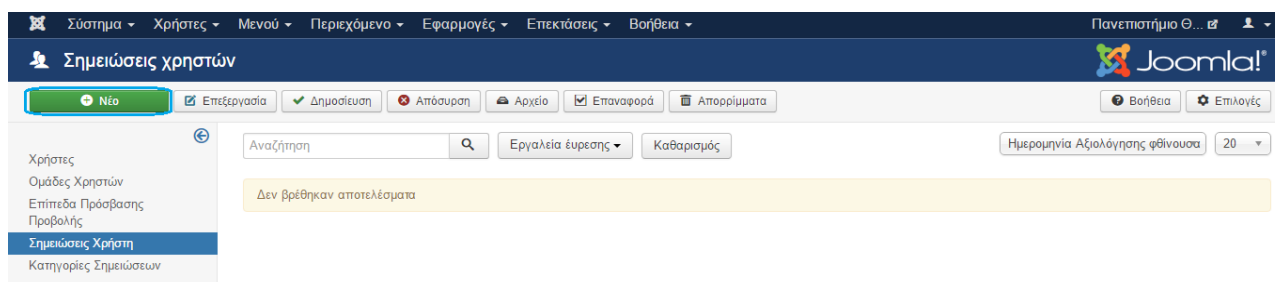 Σύστημα Χρήστες Μενού Περιεχόμενο Εφαρμογές Επεκτάσεις Βοήθεια Πανεπιστήμιο Θ...
Σημειώσεις χρηστών Joomla!®
Νέο Επεξεργασία Δημοσίευση Απόσυρση Αρχείο Επαναφορά Απορρίμματα Βοήθεια Επιλογές
Αναζήτηση Εργαλεία έυρεσης Καθαρισμός Ημερομηνία Αξιολόγησης φθίνουσα 20
Χρήστες
Ομάδες Χρηστών
Δεν βρέθηκαν αποτελέσματα
Επίπεδα Πρόσβασης
Προβολής
Σημειώσεις Χρήστη
Κατηγορίες Σημειώσεων